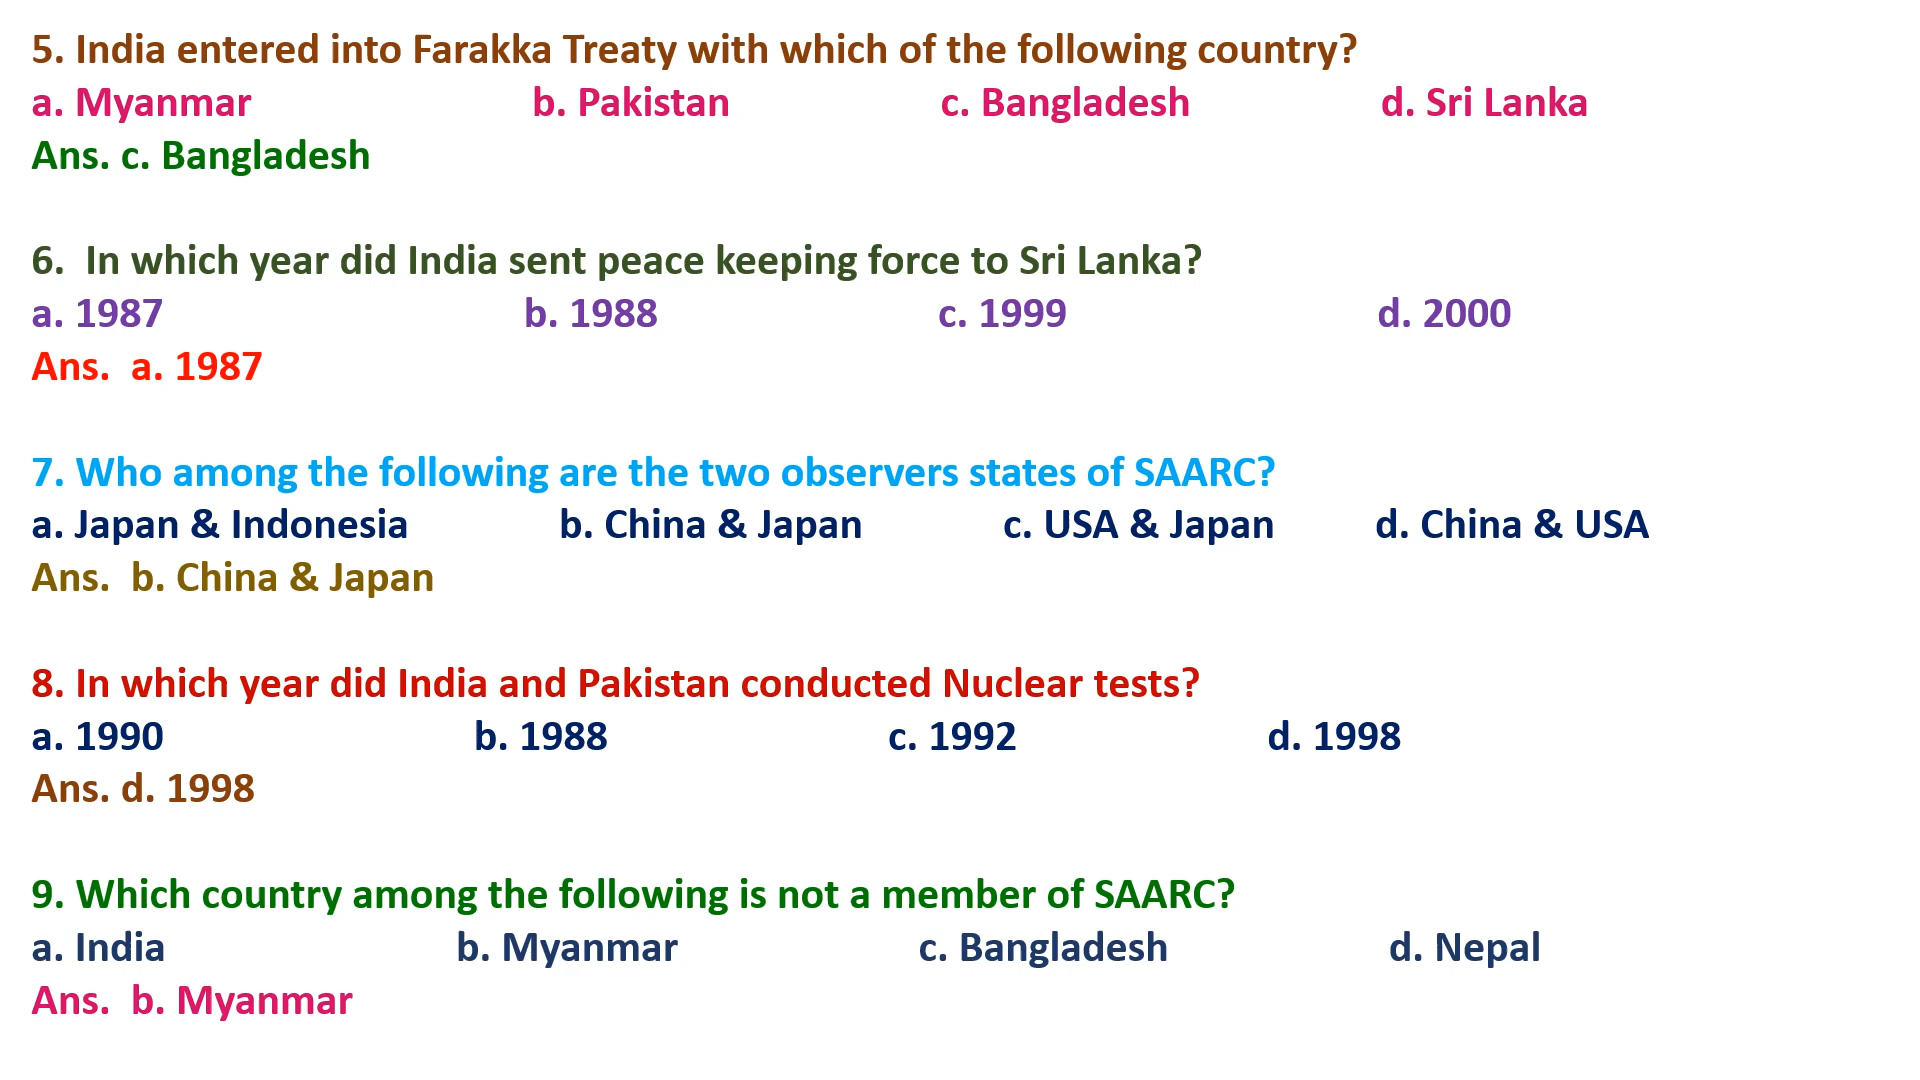 5. India entered into Farakka Treaty with which of the following country?
a. Myanmar b. Pakistan c. Bangladesh d. Sri Lanka
Ans. c. Bangladesh
6. In which year did India sent peace keeping force to Sri Lanka?
a. 1987 b. 1988 c. 1999 d. 2000
Ans. a. 1987
7. Who among the following are the two observers states of SAARC?
a. Japan & Indonesia b. China & Japan c. USA & Japan d. China & USA
Ans. b. China & Japan
8. In which year did India and Pakistan conducted Nuclear tests?
a. 1990 b. 1988 c. 1992 d. 1998
Ans. d. 1998
9. Which country among the following is not a member of SAARC?
a. India b. Myanmar c. Bangladesh d. Nepal
Ans. b. Myanmar